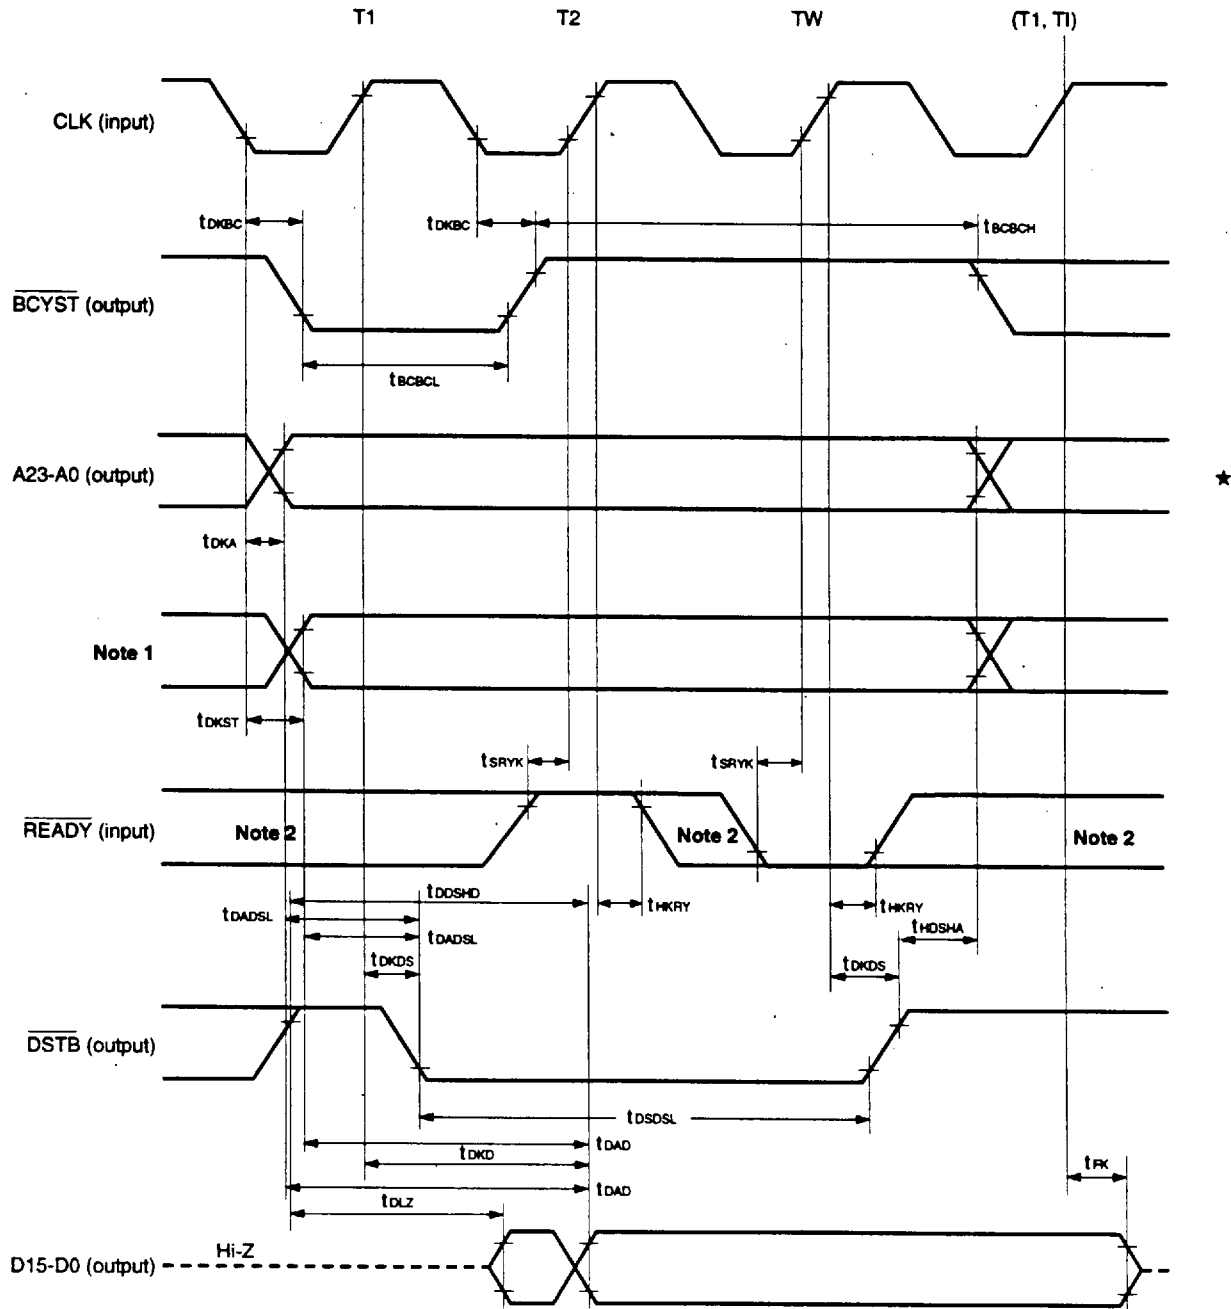 T1 T2 TW (T1, TI)
CLK (input)
tDKBC tDKBC tBCBCH
BCYST (output)
tBCBCL
A23-A0 (output) ★
tDKA
Note 1
tDKST
tSRYK tSRYK
READY (input) Note 2 Note 2 Note 2
tDDSHD
tDADSL tHKRY tHKRY
tDADSL tHDSHA
tDKDS tDKDS
DSTB (output)
tDSDSL
tDAD
tDKD
tFK
tDAD
tDLZ
Hi-Z
D15-D0 (output)